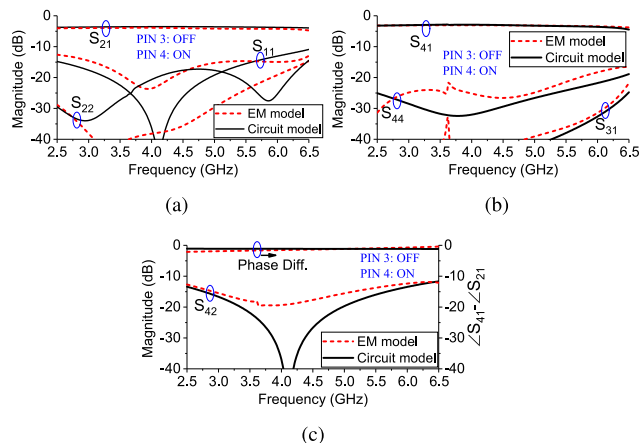 0
-10
-20
-30
-40
Magnitude (dB)
S21
PIN 3: OFF
PIN 4: ON
S11
S22
EM model
Circuit model
2.5 3.0 3.5 4.0 4.5 5.0 5.5 6.0 6.5
Frequency (GHz)
(a)
0
-10
-20
-30
-40
Magnitude (dB)
S41
PIN 3: OFF
PIN 4: ON
EM model
Circuit model
S44
S31
2.5 3.0 3.5 4.0 4.5 5.0 5.5 6.0 6.5
Frequency (GHz)
(b)
0
-10
-20
-30
-40
Magnitude (dB)
Phase Diff.
PIN 3: OFF
PIN 4: ON
S42
EM model
Circuit model
0
-10
-20
-30
-40
∠S41-∠S21
2.5 3.0 3.5 4.0 4.5 5.0 5.5 6.0 6.5
Frequency (GHz)
(c)